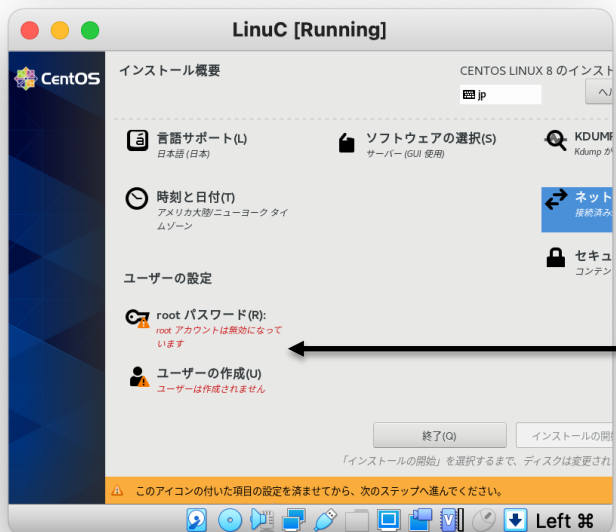 LinuC [Running]
CentOS
インストール概要
CENTOS LINUX 8 のインスト
jp
ヘル
言語サポート(L)
日本語 (日本)
ソフトウェアの選択(S)
サーバー (GUI 使用)
KDUMP
Kdump が
時刻と日付(T)
アメリカ大陸/ニューヨーク タイ
ムゾーン
ネット
接続済み
セキュ
コンテン
ユーザーの設定
root パスワード(R):
root アカウントは無効になって
います
ユーザーの作成(U)
ユーザーは作成されません
終了(Q)
インストールの開
「インストールの開始」を選択するまで、ディスクは変更され
このアイコンの付いた項目の設定を済ませてから、次のステップへ進んでください。
Left ⌘